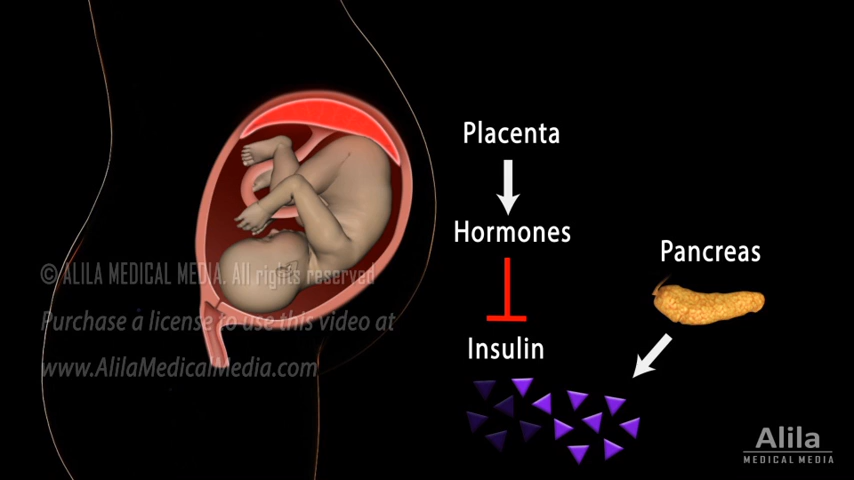 Placenta
Hormones
Pancreas
Insulin
© ALILA MEDICAL MEDIA. All rights reserved
Purchase a license to use this video at
www.AlilaMedicalMedia.com
Alila
MEDICAL MEDIA